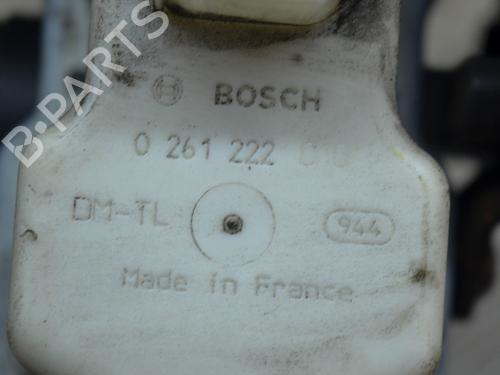 B-PARTS
BOSCH
0 261 222
DM-TL
944
Made in France